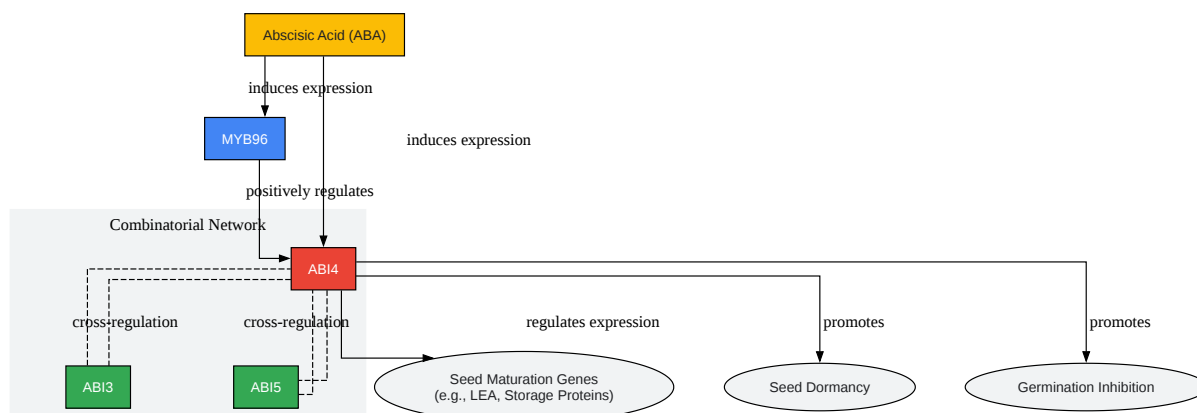 Abscisic Acid (ABA)
induces expression
MYB96
induces expression
positively regulates
Combinatorial Network
ABI4
cross-regulation
cross-regulation
regulates expression
promotes
promotes
ABI3
ABI5
Seed Maturation Genes
(e.g., LEA, Storage Proteins)
Seed Dormancy
Germination Inhibition